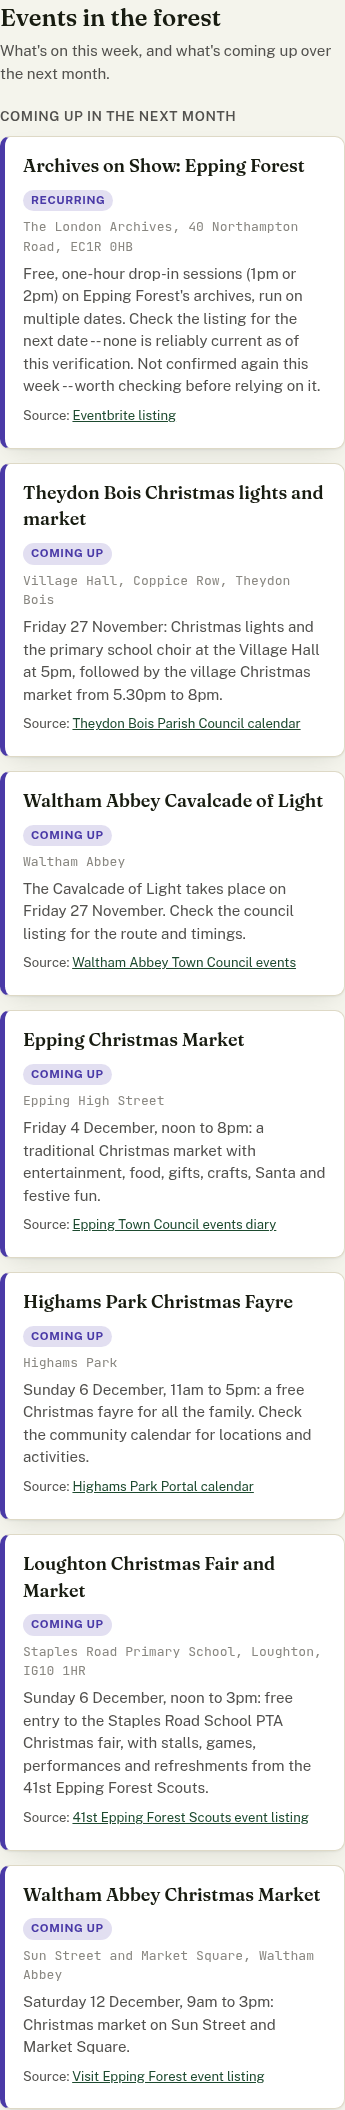 Events in the forest
What's on this week, and what's coming up over
the next month.
COMING UP IN THE NEXT MONTH
Archives on Show: Epping Forest
RECURRING
The London Archives, 40 Northampton
Road, EC1R 0HB
Free, one-hour drop-in sessions (1pm or
2pm) on Epping Forest's archives, run on
multiple dates. Check the listing for the
next date--none is reliably current as of
this verification. Not confirmed again this
week--worth checking before relying on it.
Source: Eventbrite listing
Theydon Bois Christmas lights and
market
COMING UP
Village Hall, Coppice Row, Theydon
Bois
Friday 27 November: Christmas lights and
the primary school choir at the Village Hall
at 5pm, followed by the village Christmas
market from 5.30pm to 8pm.
Source: Theydon Bois Parish Council calendar
Waltham Abbey Cavalcade of Light
COMING UP
Waltham Abbey
The Cavalcade of Light takes place on
Friday 27 November. Check the council
listing for the route and timings.
Source: Waltham Abbey Town Council events
Epping Christmas Market
COMING UP
Epping High Street
Friday 4 December, noon to 8pm: a
traditional Christmas market with
entertainment, food, gifts, crafts, Santa and
festive fun.
Source: Epping Town Council events diary
Highams Park Christmas Fayre
COMING UP
Highams Park
Sunday 6 December, 11am to 5pm: a free
Christmas fayre for all the family. Check
the community calendar for locations and
activities.
Source: Highams Park Portal calendar
Loughton Christmas Fair and
Market
COMING UP
Staples Road Primary School, Loughton,
IG10 1HR
Sunday 6 December, noon to 3pm: free
entry to the Staples Road School PTA
Christmas fair, with stalls, games,
performances and refreshments from the
41st Epping Forest Scouts.
Source: 41st Epping Forest Scouts event listing
Waltham Abbey Christmas Market
COMING UP
Sun Street and Market Square, Waltham
Abbey
Saturday 12 December, 9am to 3pm:
Christmas market on Sun Street and
Market Square.
Source: Visit Epping Forest event listing